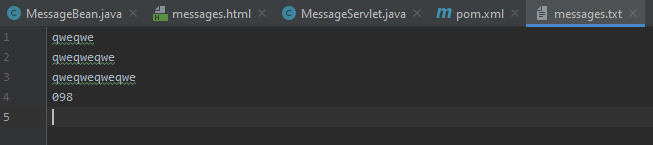 MessageBean.java messages.html MessageServlet.java pom.xml messages.txt
1 qweqwe
2 qweqweqwe
3 qweqweqweqwe
4 098
5